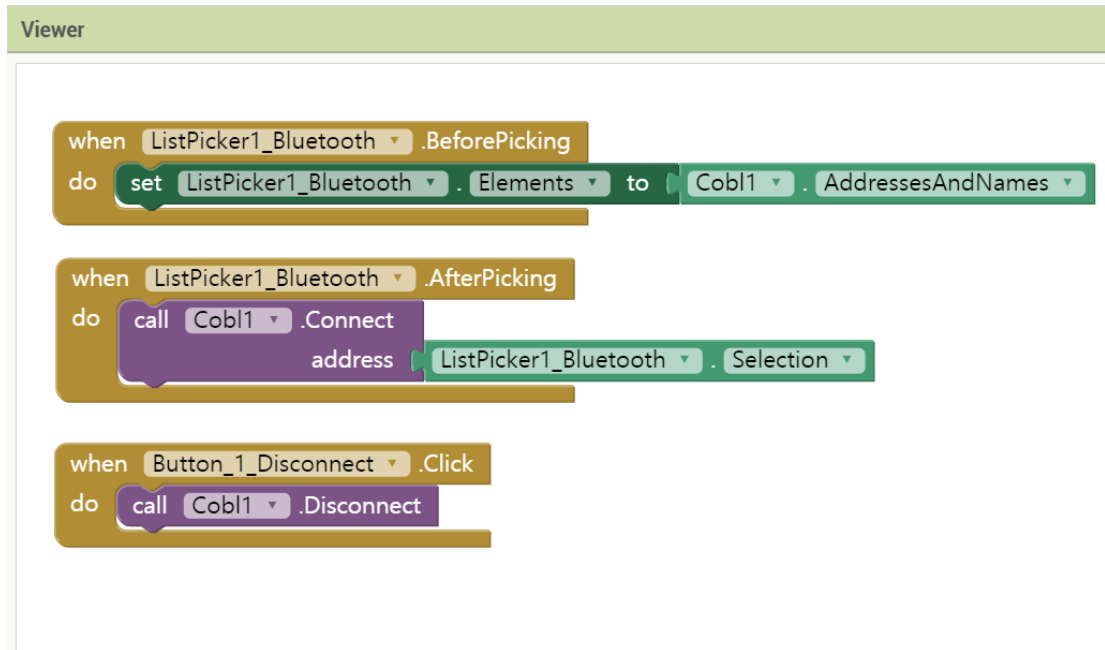 Viewer
when ListPicker1_Bluetooth .BeforePicking
do set ListPicker1_Bluetooth . Elements to Cobl1 . AddressesAndNames
when ListPicker1_Bluetooth .AfterPicking
do call Cobl1 .Connect
address ListPicker1_Bluetooth . Selection
when Button_1_Disconnect .Click
do call Cobl1 .Disconnect